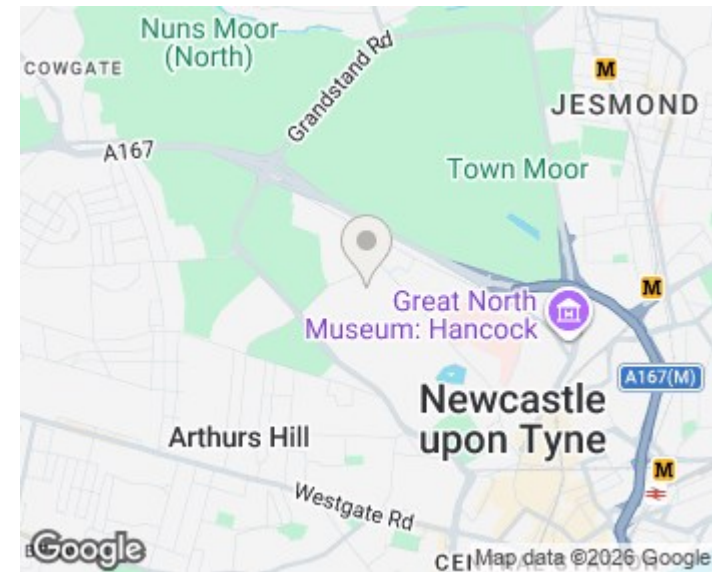 Nuns Moor
(North)
COWGATE
Grandstand Rd
M
JESMOND
A167
Town Moor
M
Great North
Museum: Hancock
A167(M)
Newcastle
upon Tyne
Arthurs Hill
M
Westgate Rd
Google
Map data ©2026 Google